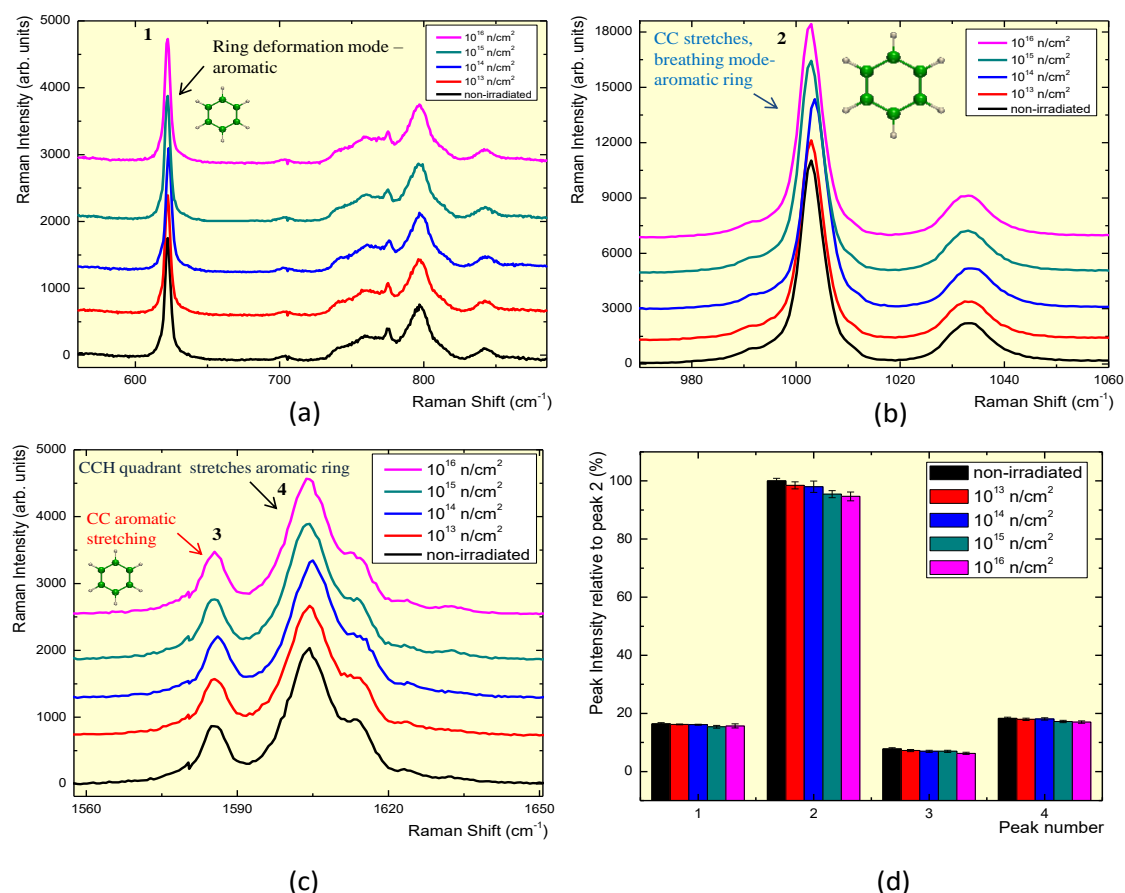 5000
4000
3000
2000
1000
0
Raman Intensity (arb. units)
1
Ring deformation mode –
aromatic
10^16 n/cm^2
10^15 n/cm^2
10^14 n/cm^2
10^13 n/cm^2
non-irradiated
600
700
800
Raman Shift (cm^-1)
(a)
18000
15000
12000
9000
6000
3000
0
Raman Intensity (arb. units)
CC stretches,
breathing mode-
aromatic ring
2
10^16 n/cm^2
10^15 n/cm^2
10^14 n/cm^2
10^13 n/cm^2
non-irradiated
980
1000
1020
1040
1060
Raman Shift (cm^-1)
(b)
5000
4000
3000
2000
1000
0
Raman Intensity (arb. units)
CCH quadrant stretches aromatic ring
4
CC aromatic
stretching
3
10^16 n/cm^2
10^15 n/cm^2
10^14 n/cm^2
10^13 n/cm^2
non-irradiated
1560
1590
1620
1650
Raman Shift (cm^-1)
(c)
100
80
60
40
20
0
Peak Intensity relative to peak 2 (%)
non-irradiated
10^13 n/cm^2
10^14 n/cm^2
10^15 n/cm^2
10^16 n/cm^2
1
2
3
4
Peak number
(d)